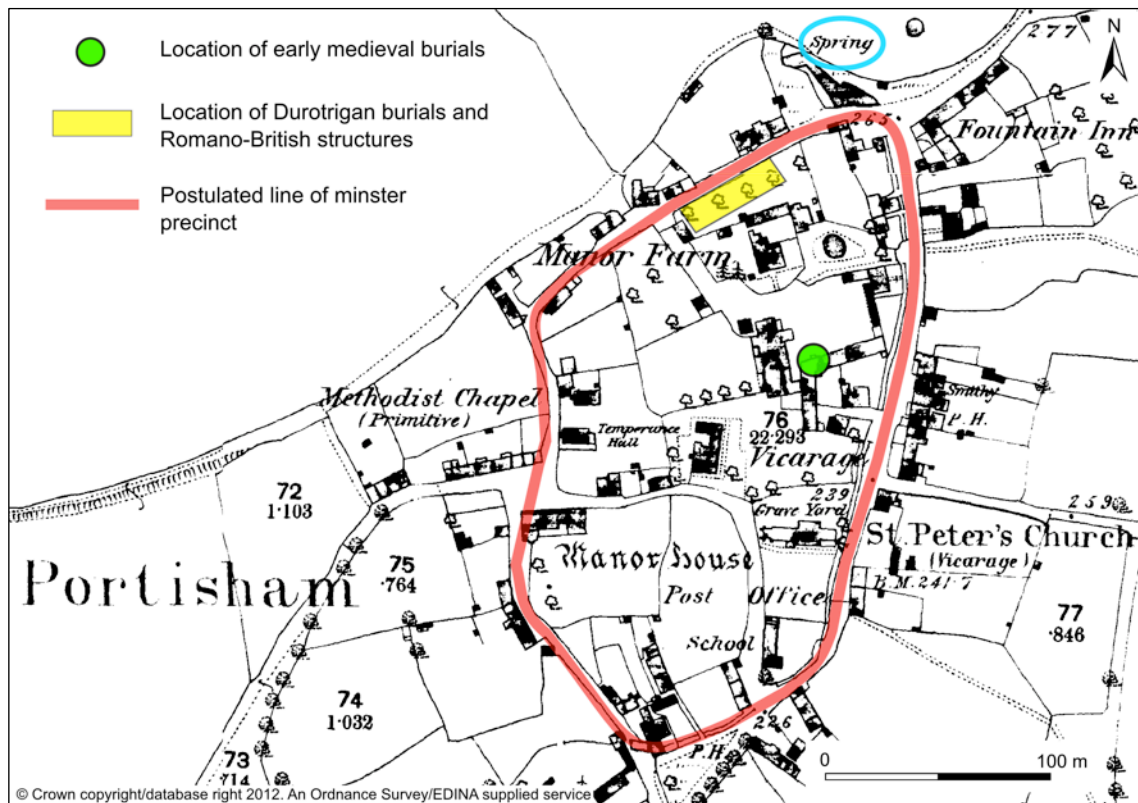 Location of early medieval burials
Location of Durotrigan burials and
Romano-British structures
Postulated line of minster
precinct
Spring
277
N
265
Fountain Inn
Manor Farm
Methodist Chapel
(Primitive)
Temperance
Hall
76
22·293
Vicarage
Smithy
P.H.
72
1·103
239
Grave Yard
259
St. Peter's Church
(Vicarage)
B.M.241·7
75
·764
Manor House
Portisham
Post Office
School
77
·846
74
1·032
226
P.H.
73
·714
0
100 m
© Crown copyright/database right 2012. An Ordnance Survey/EDINA supplied service